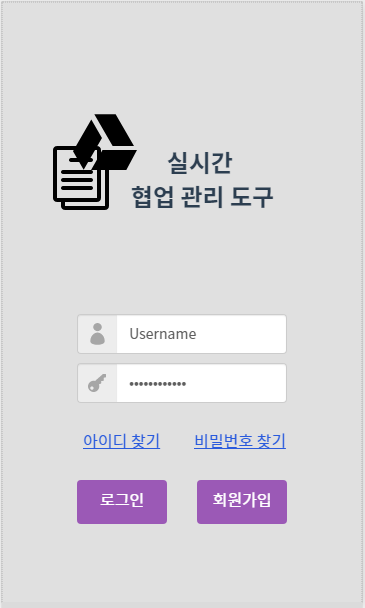 실시간
협업 관리 도구
Username
••••••••••••
아이디 찾기 비밀번호 찾기
로그인 회원가입